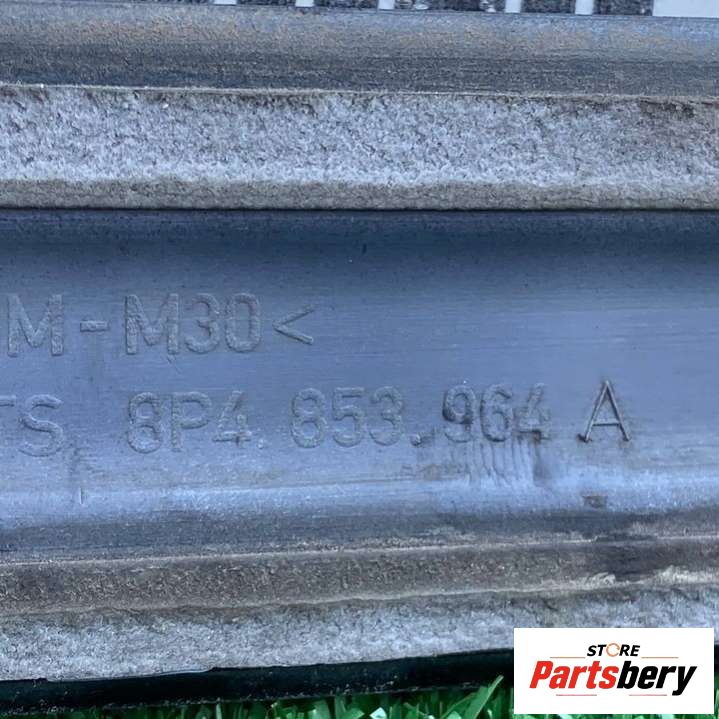 M-M30<
TS 8P4.853.964 A
STORE
Partsbery